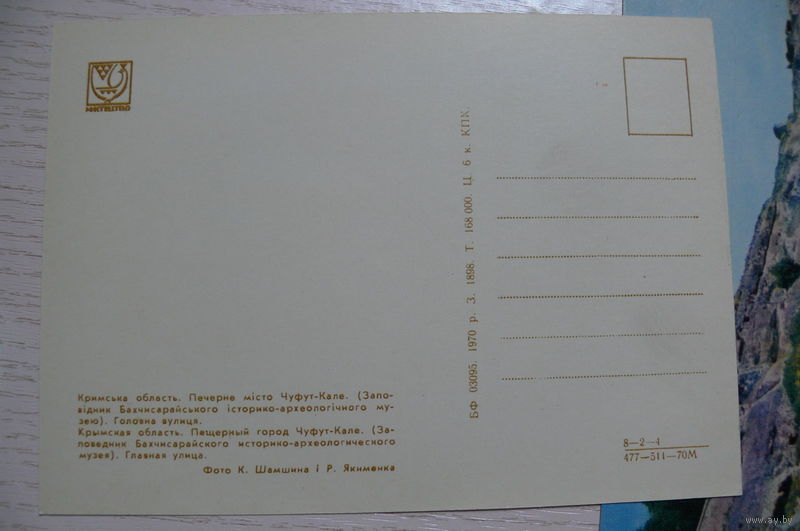 МИСТЕЦТВО
Кримська область. Печерне місто Чуфут-Кале. (Запо-
відник Бахчисарайського історико-археологічного му-
зею). Головна вулиця.
Крымская область. Пещерный город Чуфут-Кале. (За-
поведник Бахчисарайского историко-археологического
музея). Главная улица.
Фото К. Шамшина і Р. Якименка
БФ 03095. 1970 р. З. 1898. Т. 168 000. Ц. 6 к. КПК.
8—2—4
477—511—70М
www.ay.by